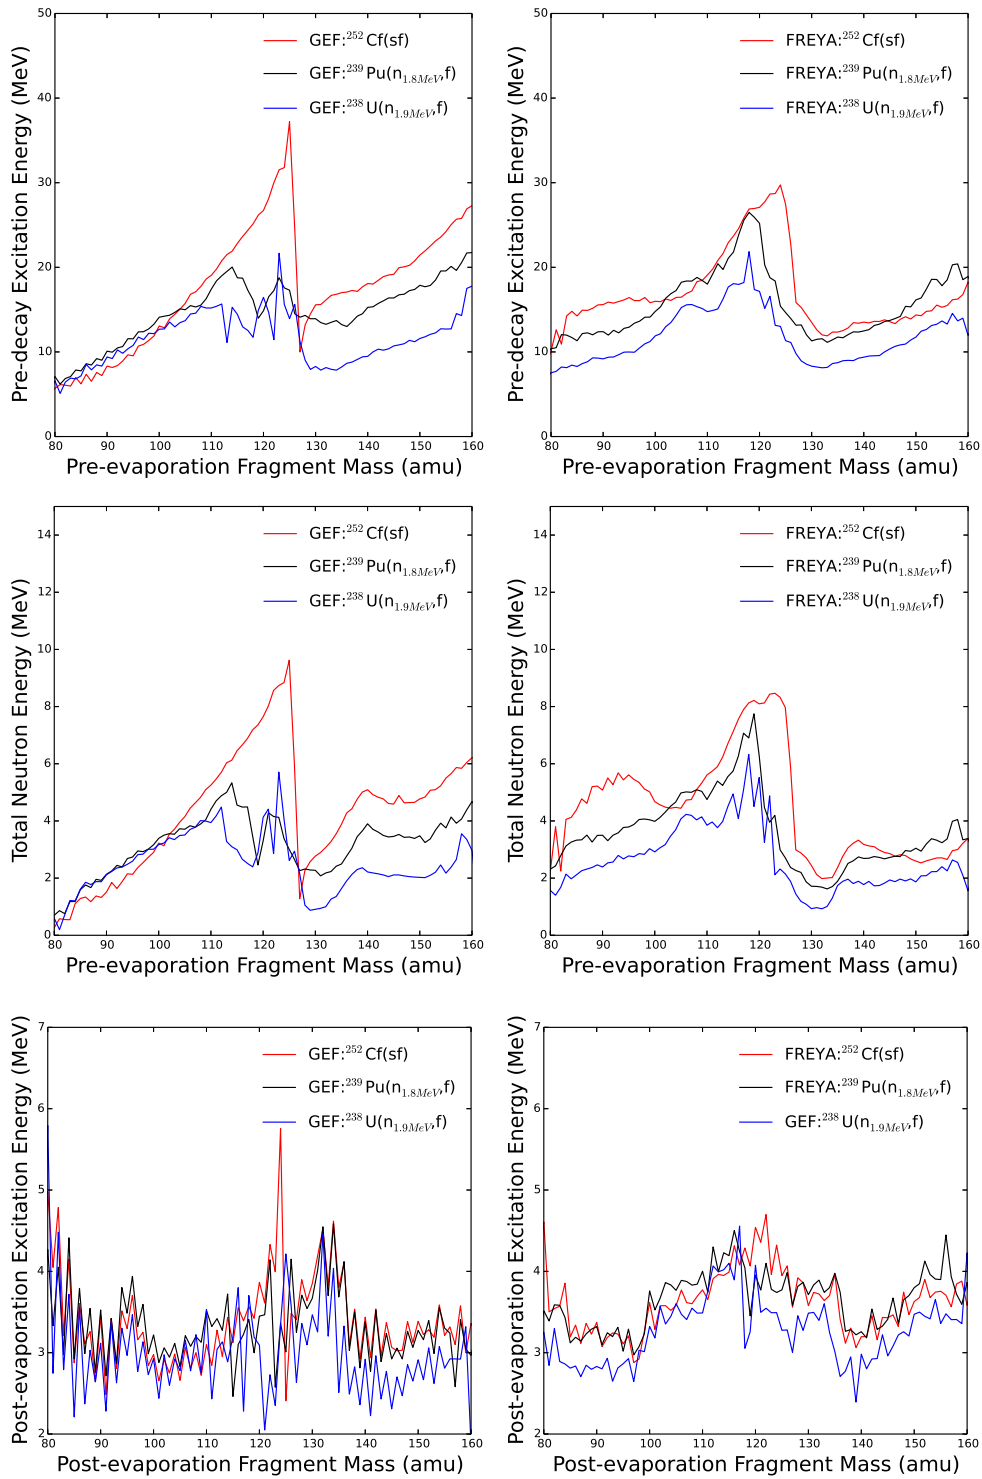 Pre-decay Excitation Energy (MeV)
50
40
30
20
10
0
GEF:²⁵²Cf(sf)
GEF:²³⁹Pu(n₁.₈MeV,f)
GEF:²³⁸U(n₁.₉MeV,f)
80 90 100 110 120 130 140 150 160
Pre-evaporation Fragment Mass (amu)
Pre-decay Excitation Energy (MeV)
50
40
30
20
10
0
FREYA:²⁵²Cf(sf)
FREYA:²³⁹Pu(n₁.₈MeV,f)
FREYA:²³⁸U(n₁.₉MeV,f)
80 90 100 110 120 130 140 150 160
Pre-evaporation Fragment Mass (amu)
Total Neutron Energy (MeV)
14
12
10
8
6
4
2
0
GEF:²⁵²Cf(sf)
GEF:²³⁹Pu(n₁.₈MeV,f)
GEF:²³⁸U(n₁.₉MeV,f)
80 90 100 110 120 130 140 150 160
Pre-evaporation Fragment Mass (amu)
Total Neutron Energy (MeV)
14
12
10
8
6
4
2
0
FREYA:²⁵²Cf(sf)
FREYA:²³⁹Pu(n₁.₈MeV,f)
FREYA:²³⁸U(n₁.₉MeV,f)
80 90 100 110 120 130 140 150 160
Pre-evaporation Fragment Mass (amu)
Post-evaporation Excitation Energy (MeV)
7
6
5
4
3
2
GEF:²⁵²Cf(sf)
GEF:²³⁹Pu(n₁.₈MeV,f)
GEF:²³⁸U(n₁.₉MeV,f)
80 90 100 110 120 130 140 150 160
Post-evaporation Fragment Mass (amu)
Post-evaporation Excitation Energy (MeV)
7
6
5
4
3
2
FREYA:²⁵²Cf(sf)
FREYA:²³⁹Pu(n₁.₈MeV,f)
GEF:²³⁸U(n₁.₉MeV,f)
80 90 100 110 120 130 140 150 160
Post-evaporation Fragment Mass (amu)